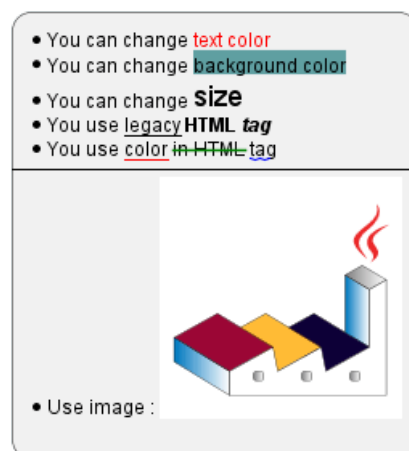 • You can change text color
• You can change background color
• You can change size
• You use legacy HTML tag
• You use color in HTML tag
• Use image :